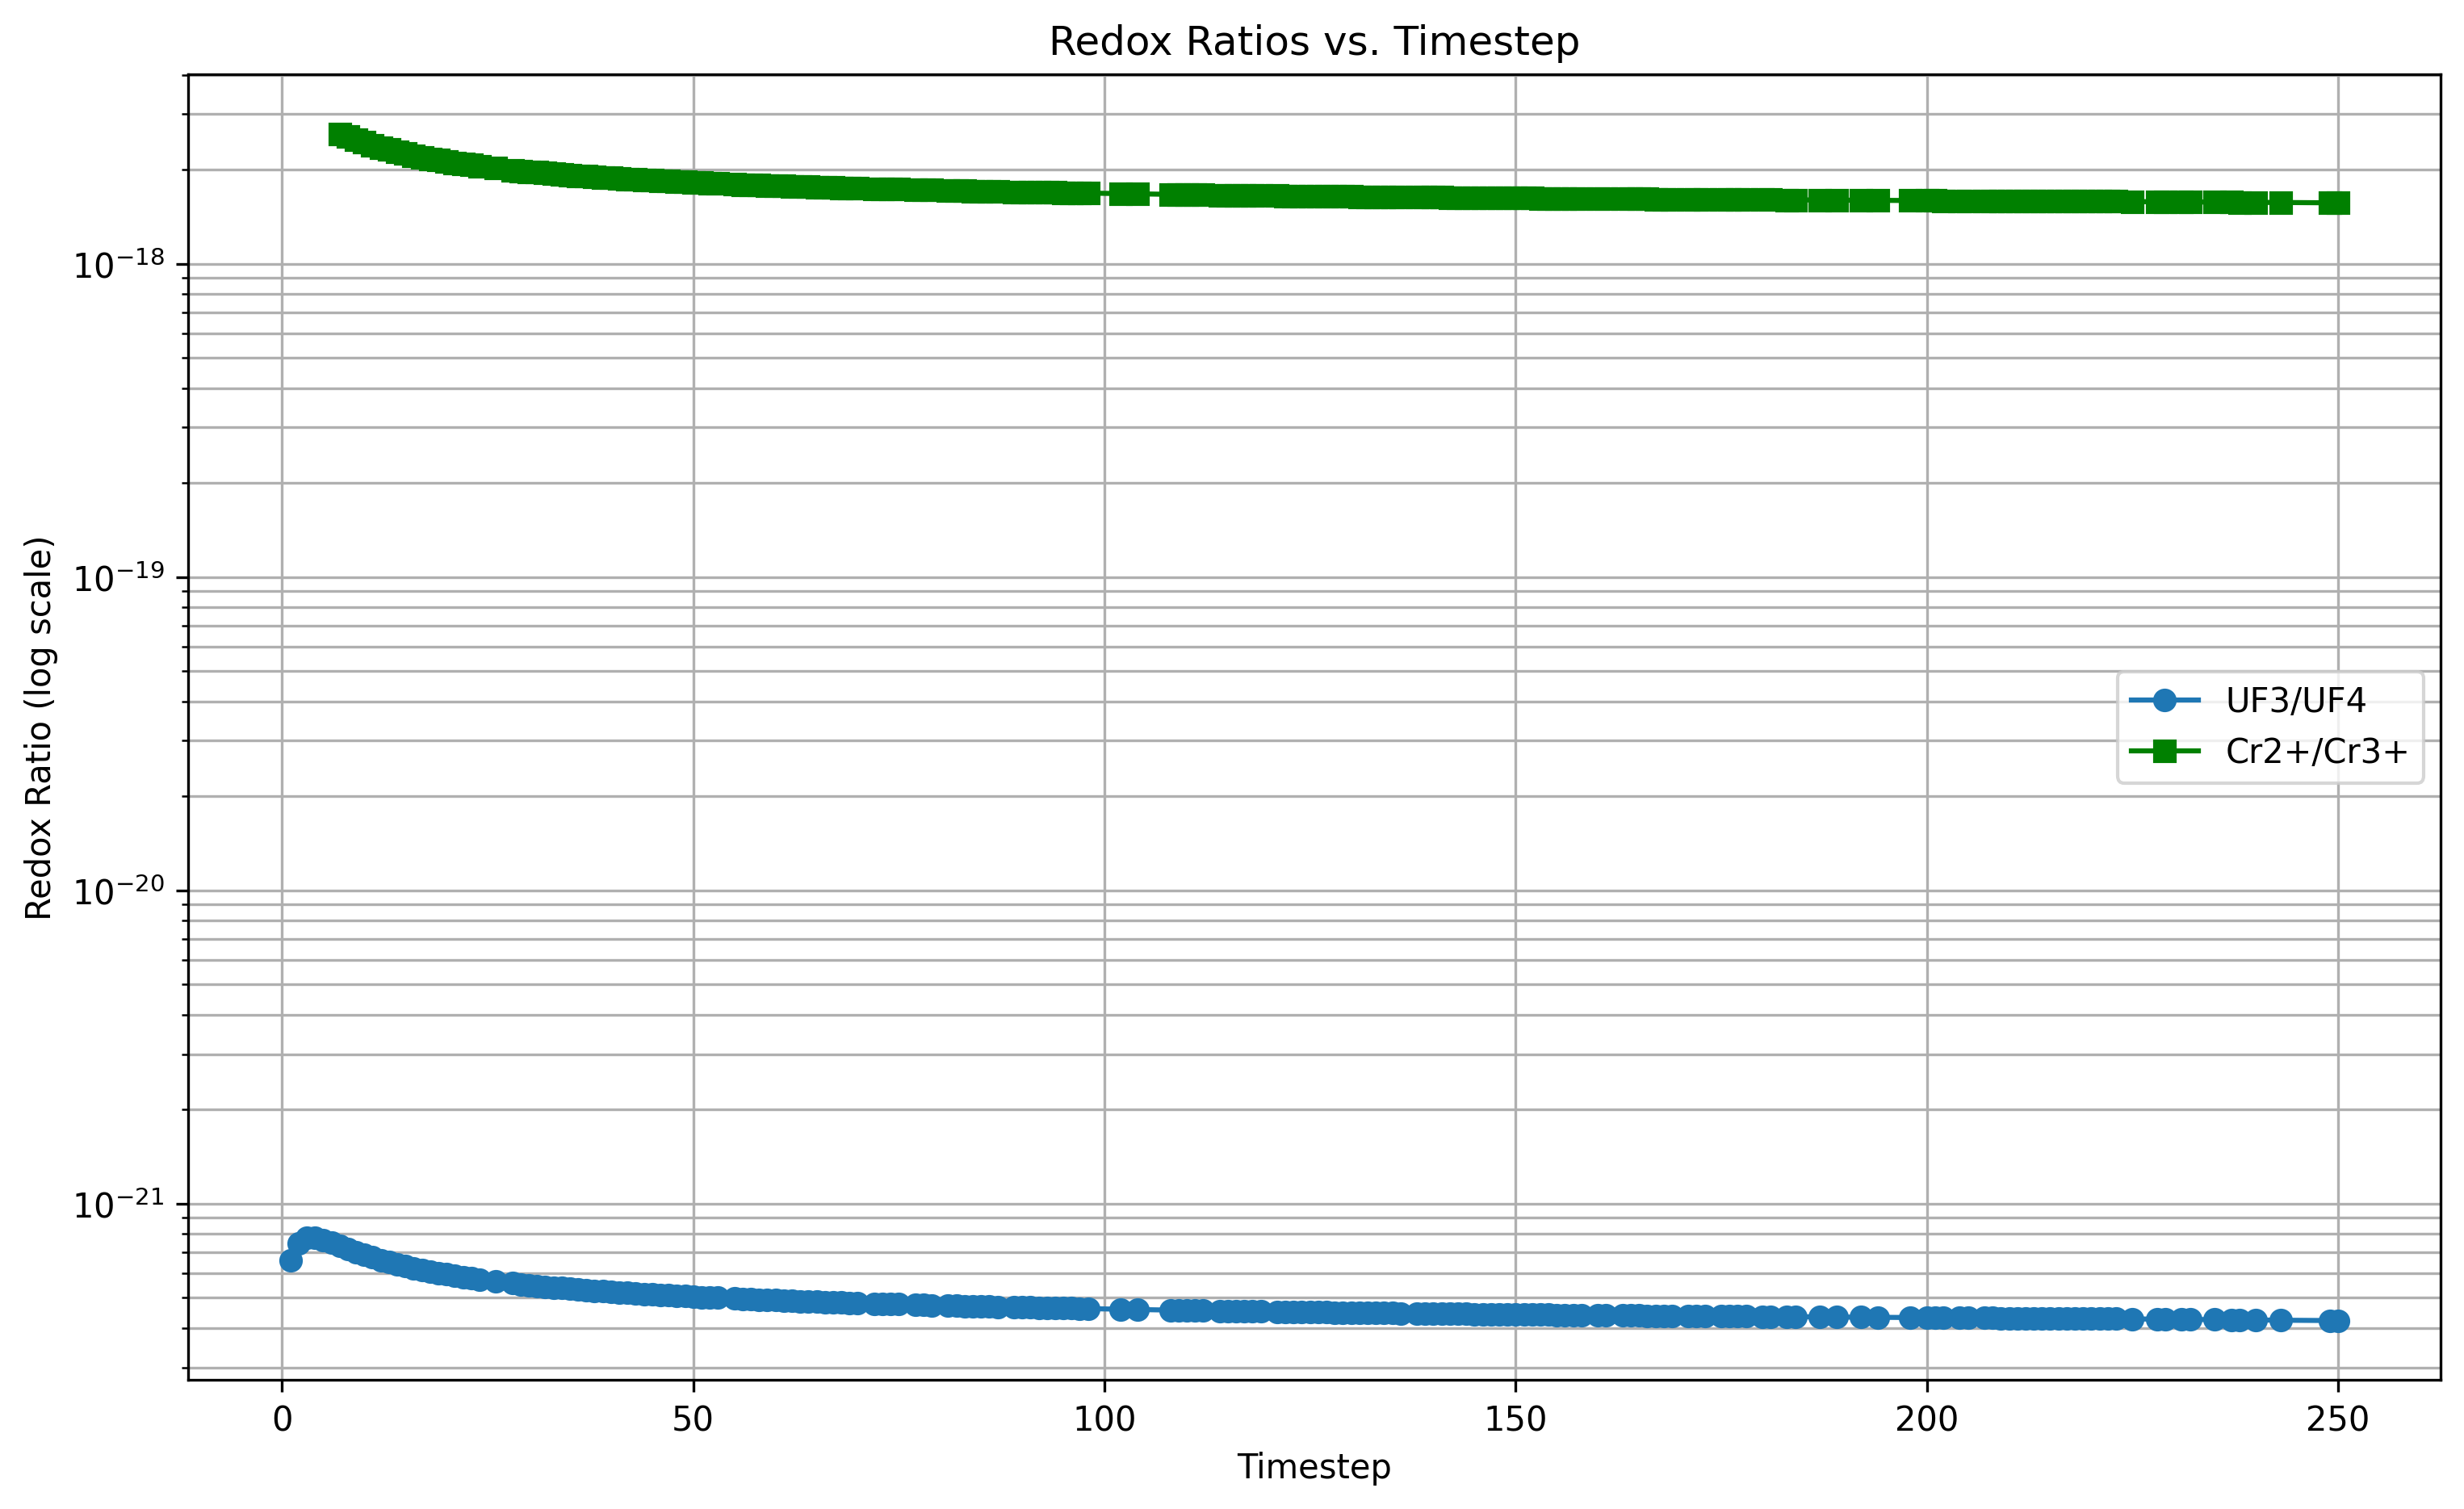 Redox Ratios vs. Timestep
Redox Ratio (log scale)
10⁻¹⁸
10⁻¹⁹
10⁻²⁰
10⁻²¹
UF3/UF4
Cr2+/Cr3+
0 50 100 150 200 250
Timestep